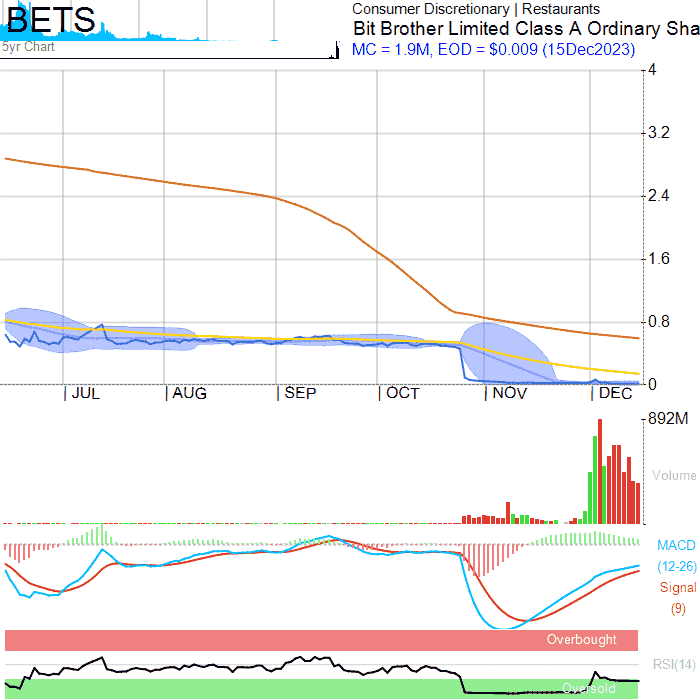 BETS
5yr Chart
Consumer Discretionary | Restaurants
Bit Brother Limited Class A Ordinary Sha
MC = 1.9M, EOD = $0.009 (15Dec2023)
4
3.2
2.4
1.6
0.8
0
JUL AUG SEP OCT NOV DEC
892M
Volume
MACD
(12-26)
Signal
(9)
Overbought
RSI(14)
Oversold